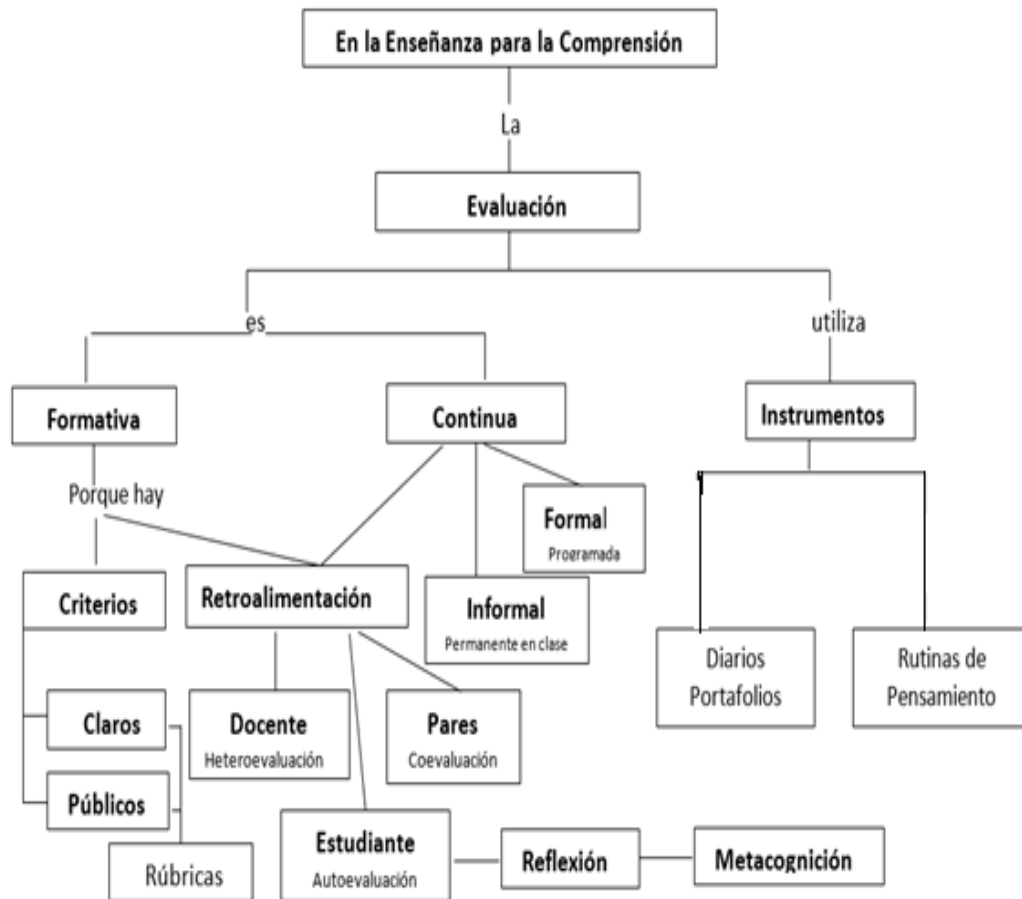 En la Enseñanza para la Comprensión
La
Evaluación
es
utiliza
Formativa
Continua
Instrumentos
Porque hay
Formal
Programada
Criterios
Retroalimentación
Informal
Permanente en clase
Diarios
Portafolios
Rutinas de
Pensamiento
Claros
Docente
Heteroevaluación
Pares
Coevaluación
Públicos
Rúbricas
Estudiante
Autoevaluación
Reflexión
Metacognición